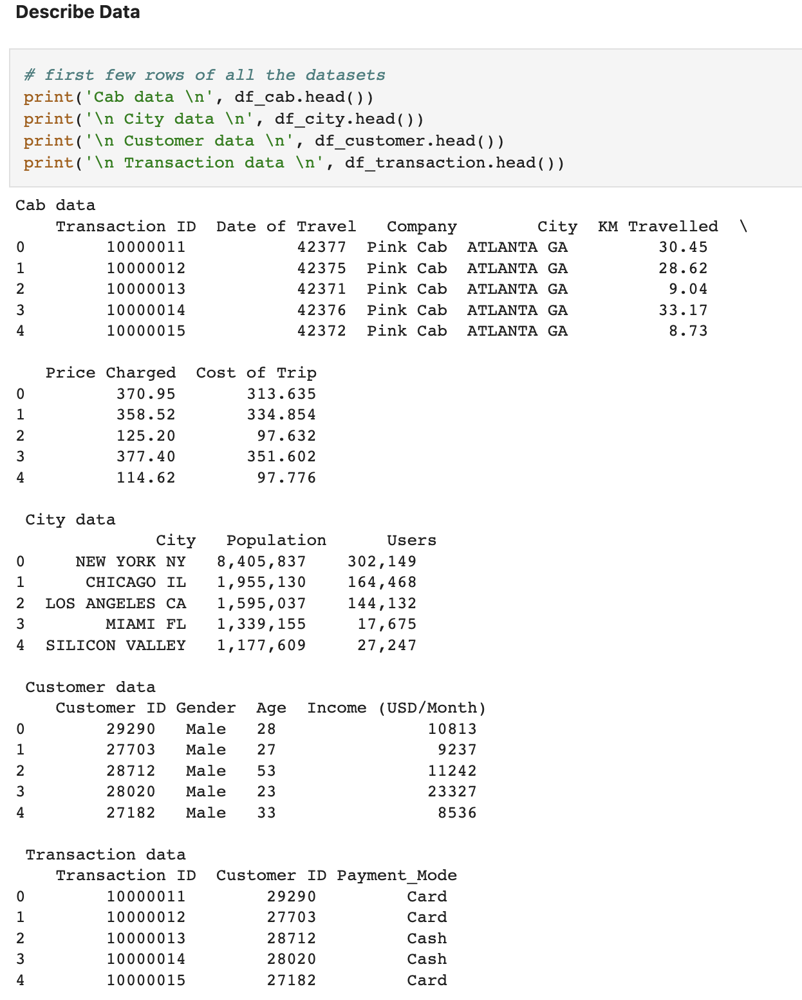 Describe Data
# first few rows of all the datasets
print('Cab data \n', df_cab.head())
print('\n City data \n', df_city.head())
print('\n Customer data \n', df_customer.head())
print('\n Transaction data \n', df_transaction.head())
Cab data
    Transaction ID  Date of Travel   Company        City  KM Travelled  \
0         10000011           42377  Pink Cab  ATLANTA GA         30.45
1         10000012           42375  Pink Cab  ATLANTA GA         28.62
2         10000013           42371  Pink Cab  ATLANTA GA          9.04
3         10000014           42376  Pink Cab  ATLANTA GA         33.17
4         10000015           42372  Pink Cab  ATLANTA GA          8.73
   Price Charged  Cost of Trip
0         370.95       313.635
1         358.52       334.854
2         125.20        97.632
3         377.40       351.602
4         114.62        97.776
 City data
              City   Population      Users
0      NEW YORK NY   8,405,837    302,149
1       CHICAGO IL   1,955,130    164,468
2  LOS ANGELES CA   1,595,037    144,132
3         MIAMI FL   1,339,155     17,675
4  SILICON VALLEY   1,177,609     27,247
 Customer data
    Customer ID Gender  Age  Income (USD/Month)
0         29290   Male   28               10813
1         27703   Male   27                9237
2         28712   Male   53               11242
3         28020   Male   23               23327
4         27182   Male   33                8536
 Transaction data
    Transaction ID  Customer ID Payment_Mode
0         10000011        29290         Card
1         10000012        27703         Card
2         10000013        28712         Cash
3         10000014        28020         Cash
4         10000015        27182         Card